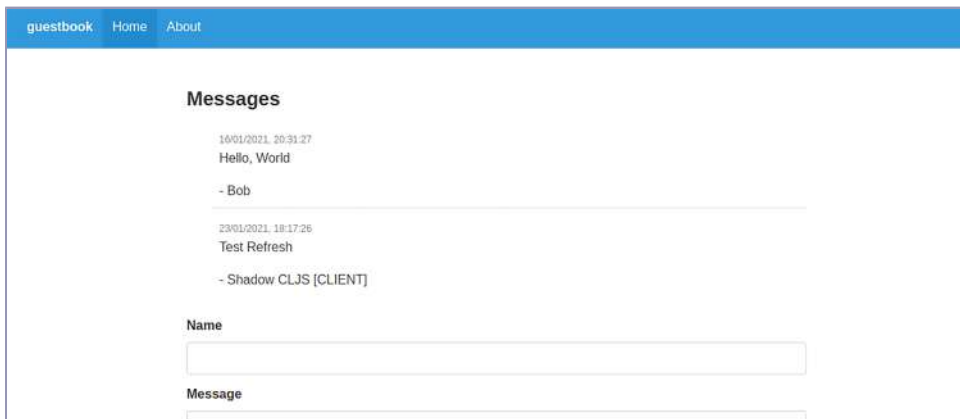 guestbook Home About
Messages
16/01/2021, 20:31:27
Hello, World
- Bob
23/01/2021, 18:17:26
Test Refresh
- Shadow CLJS [CLIENT]
Name
Message